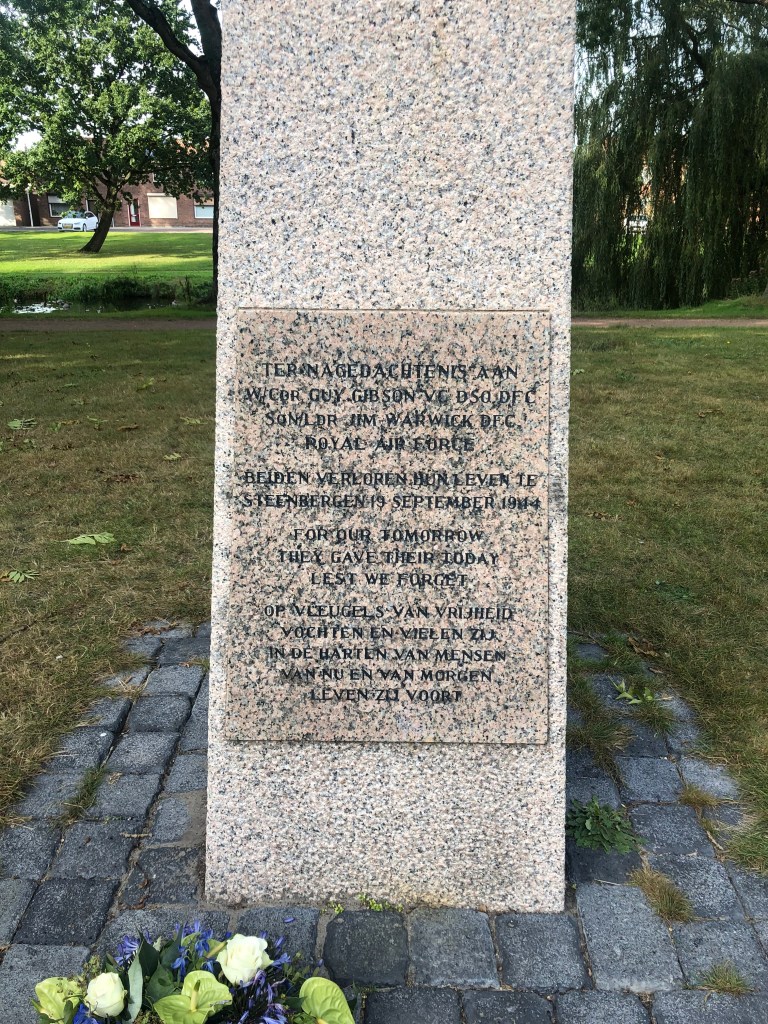 TER NAGEDACHTENIS AAN
W/CDR GUY GIBSON VC DSO DFC
SQN/LDR JIM WARWICK DFC
ROYAL AIR FORCE
BEIDEN VERLOREN HUN LEVEN TE
STEENBERGEN 19 SEPTEMBER 1944
FOR OUR TOMORROW
THEY GAVE THEIR TODAY
LEST WE FORGET
OP VLEUGELS VAN VRIJHEID
VOCHTEN EN VIELEN ZIJ
IN DE HARTEN VAN MENSEN
VAN NU EN VAN MORGEN
LEVEN ZIJ VOORT